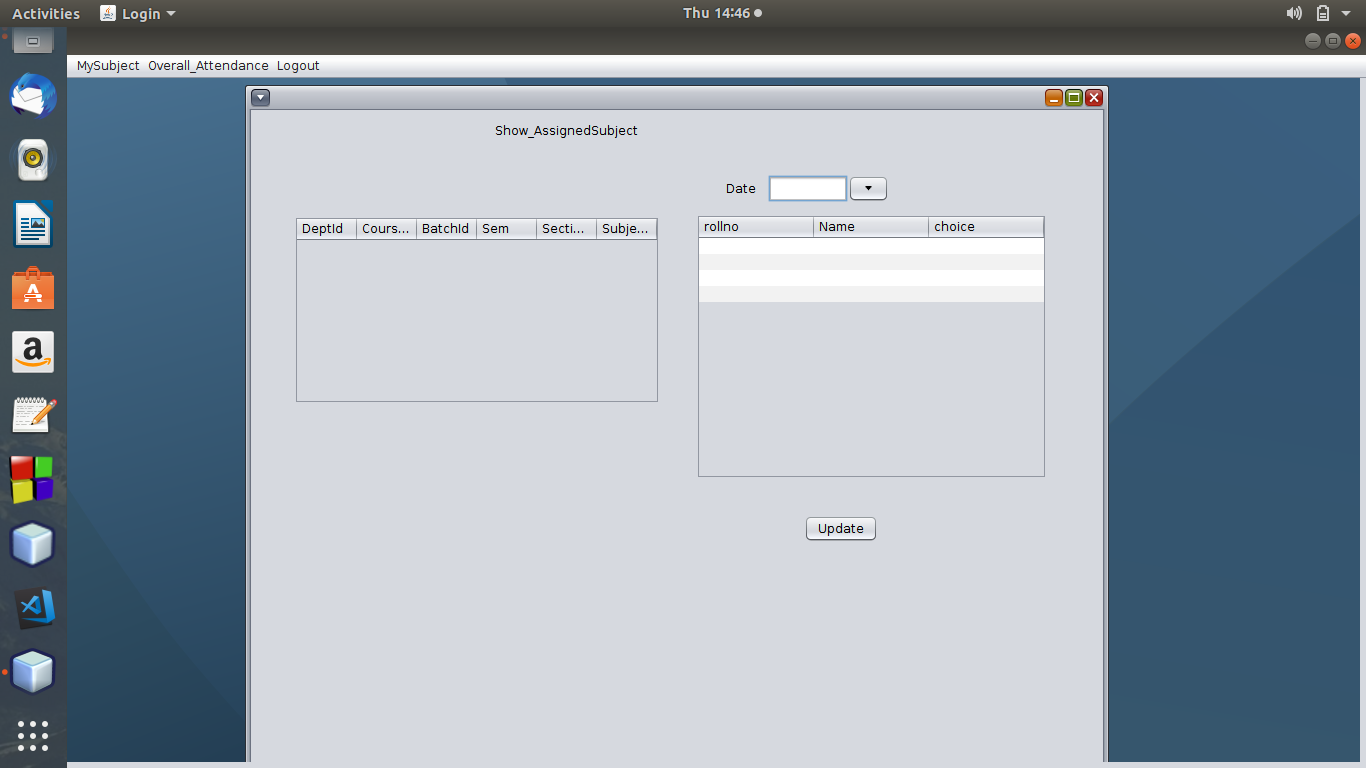 Activities Login Thu 14:46
MySubject Overall_Attendance Logout
Show_AssignedSubject
Date
DeptId Cours... BatchId Sem Secti... Subje...
rollno Name choice
Update